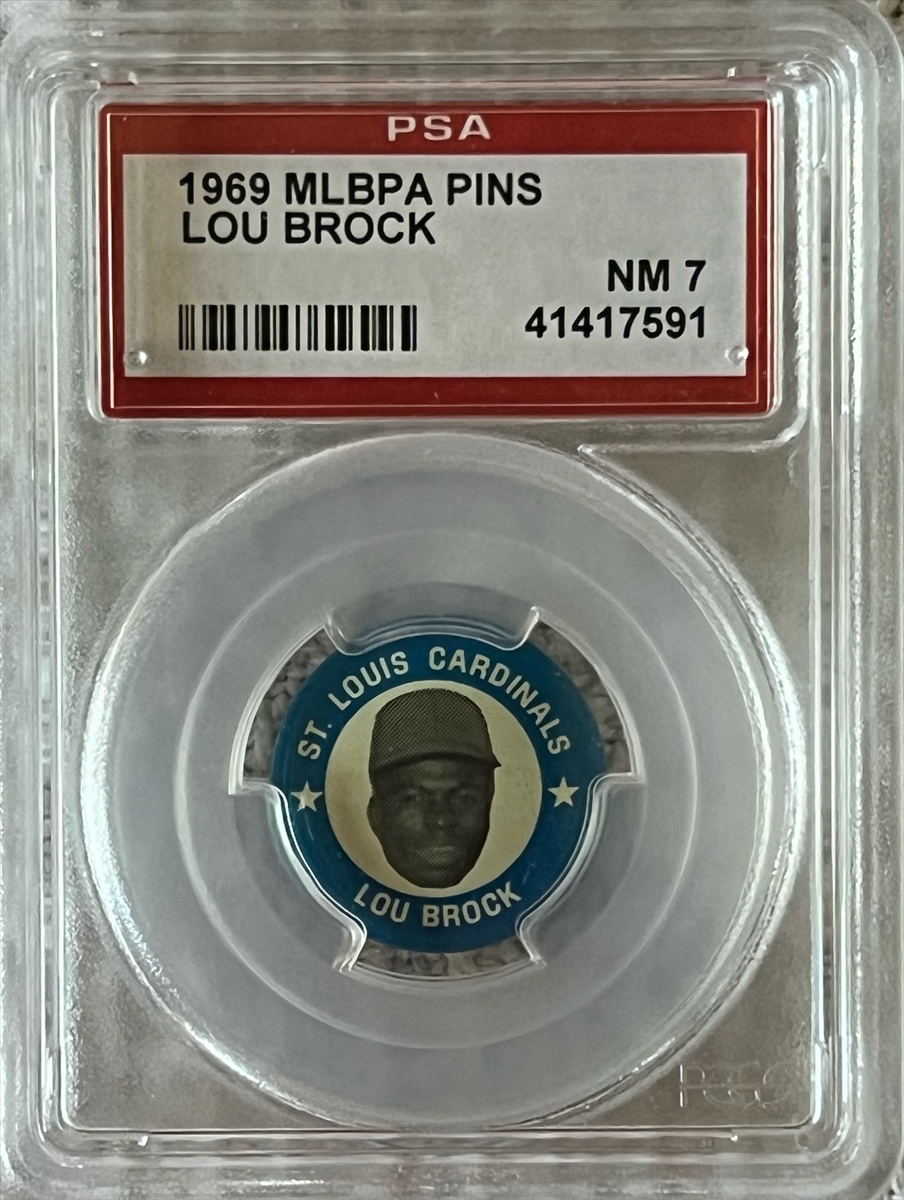 PSA
1969 MLBPA PINS
LOU BROCK
NM 7
41417591
ST. LOUIS CARDINALS
LOU BROCK